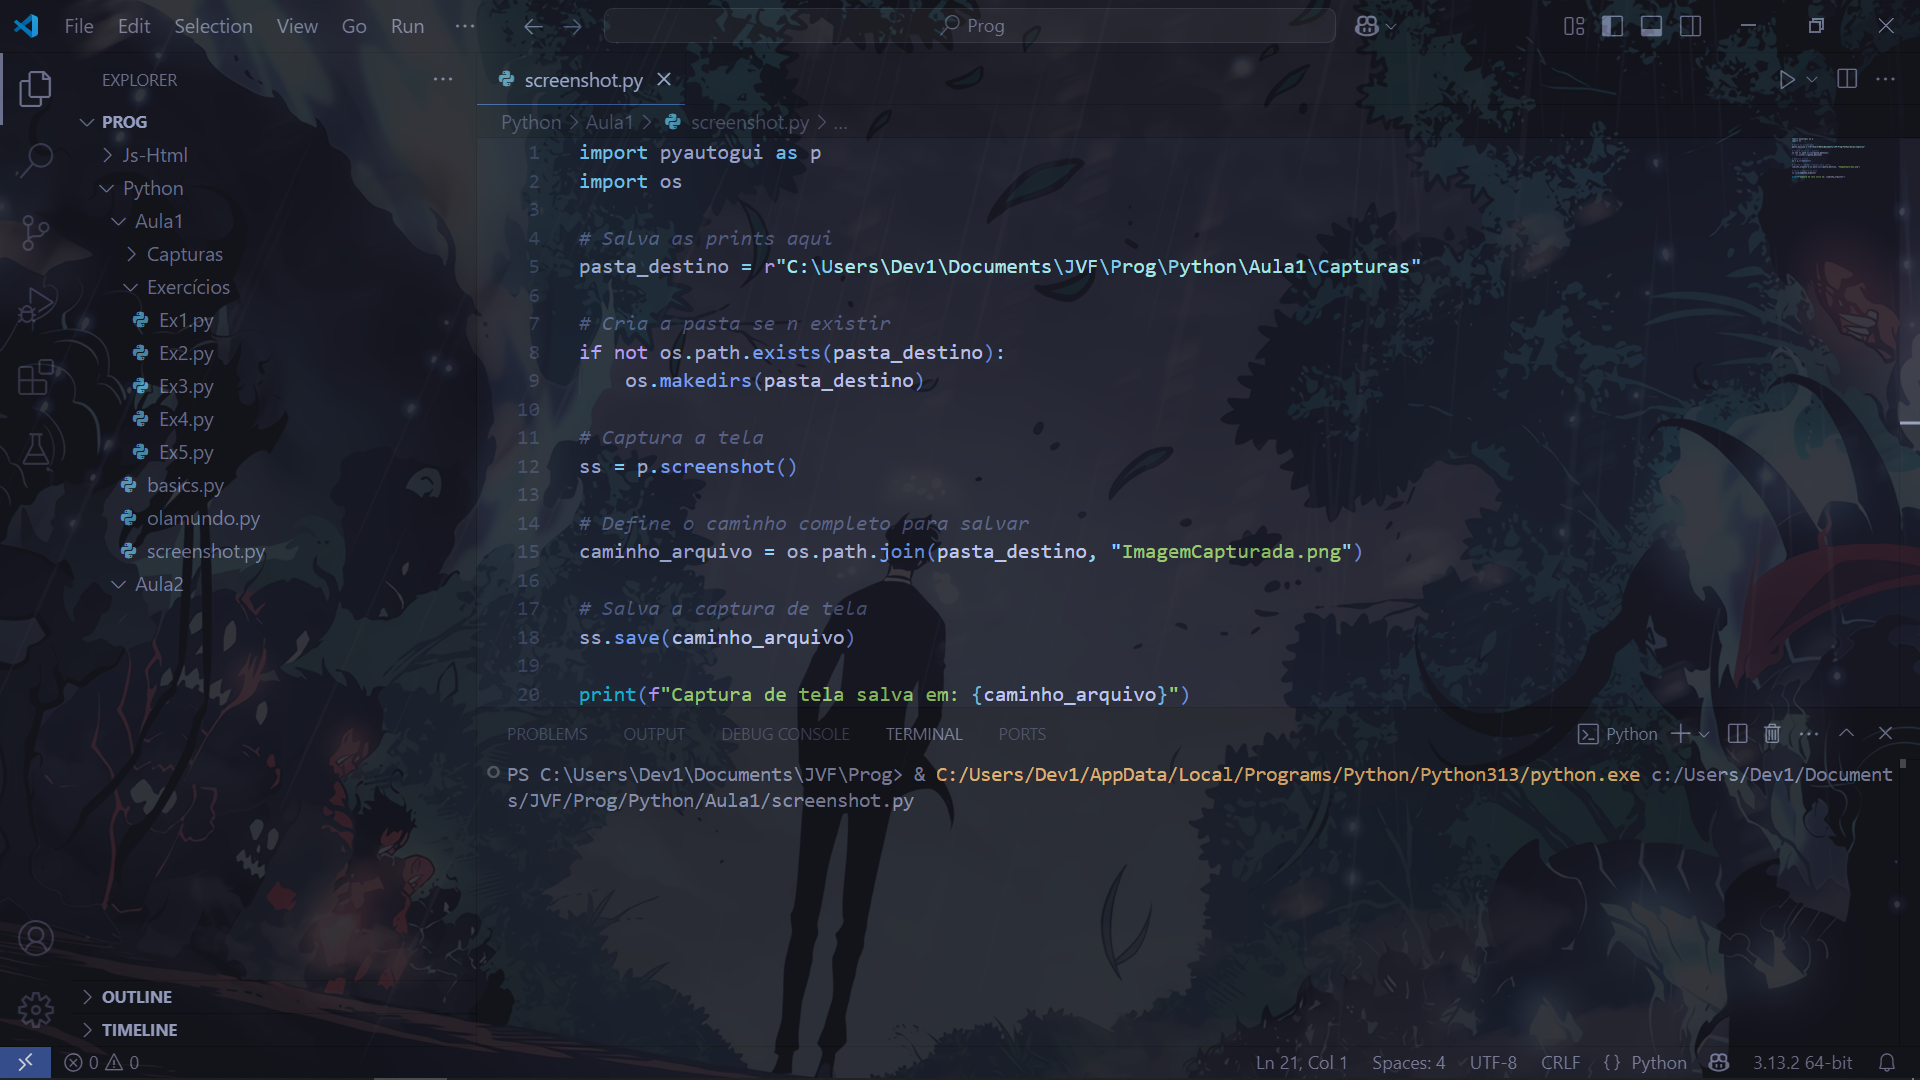 File Edit Selection View Go Run ··· Prog
EXPLORER ···
PROG
Js-Html
Python
Aula1
Capturas
Exercícios
Ex1.py
Ex2.py
Ex3.py
Ex4.py
Ex5.py
basics.py
olamundo.py
screenshot.py
Aula2
OUTLINE
TIMELINE
screenshot.py
Python > Aula1 > screenshot.py > ...
1 import pyautogui as p
2 import os
3
4 # Salva as prints aqui
5 pasta_destino = r"C:\Users\Dev1\Documents\JVF\Prog\Python\Aula1\Capturas"
6
7 # Cria a pasta se n existir
8 if not os.path.exists(pasta_destino):
9 os.makedirs(pasta_destino)
10
11 # Captura a tela
12 ss = p.screenshot()
13
14 # Define o caminho completo para salvar
15 caminho_arquivo = os.path.join(pasta_destino, "ImagemCapturada.png")
16
17 # Salva a captura de tela
18 ss.save(caminho_arquivo)
19
20 print(f"Captura de tela salva em: {caminho_arquivo}")
PROBLEMS OUTPUT DEBUG CONSOLE TERMINAL PORTS Python
PS C:\Users\Dev1\Documents\JVF\Prog> & C:/Users/Dev1/AppData/Local/Programs/Python/Python313/python.exe c:/Users/Dev1/Document
s/JVF/Prog/Python/Aula1/screenshot.py
0 0 Ln 21, Col 1 Spaces: 4 UTF-8 CRLF {} Python 3.13.2 64-bit